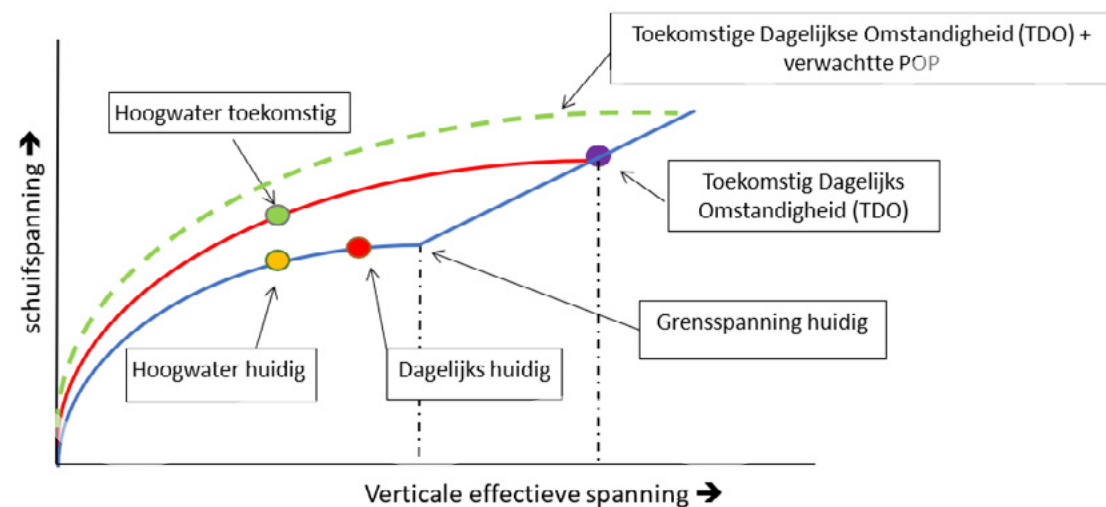 Toekomstige Dagelijkse Omstandigheid (TDO) +
verwachtte POP
Hoogwater toekomstig
schuifspanning ➔
Toekomstig Dagelijks
Omstandigheid (TDO)
Grensspanning huidig
Hoogwater huidig
Dagelijks huidig
Verticale effectieve spanning ➔